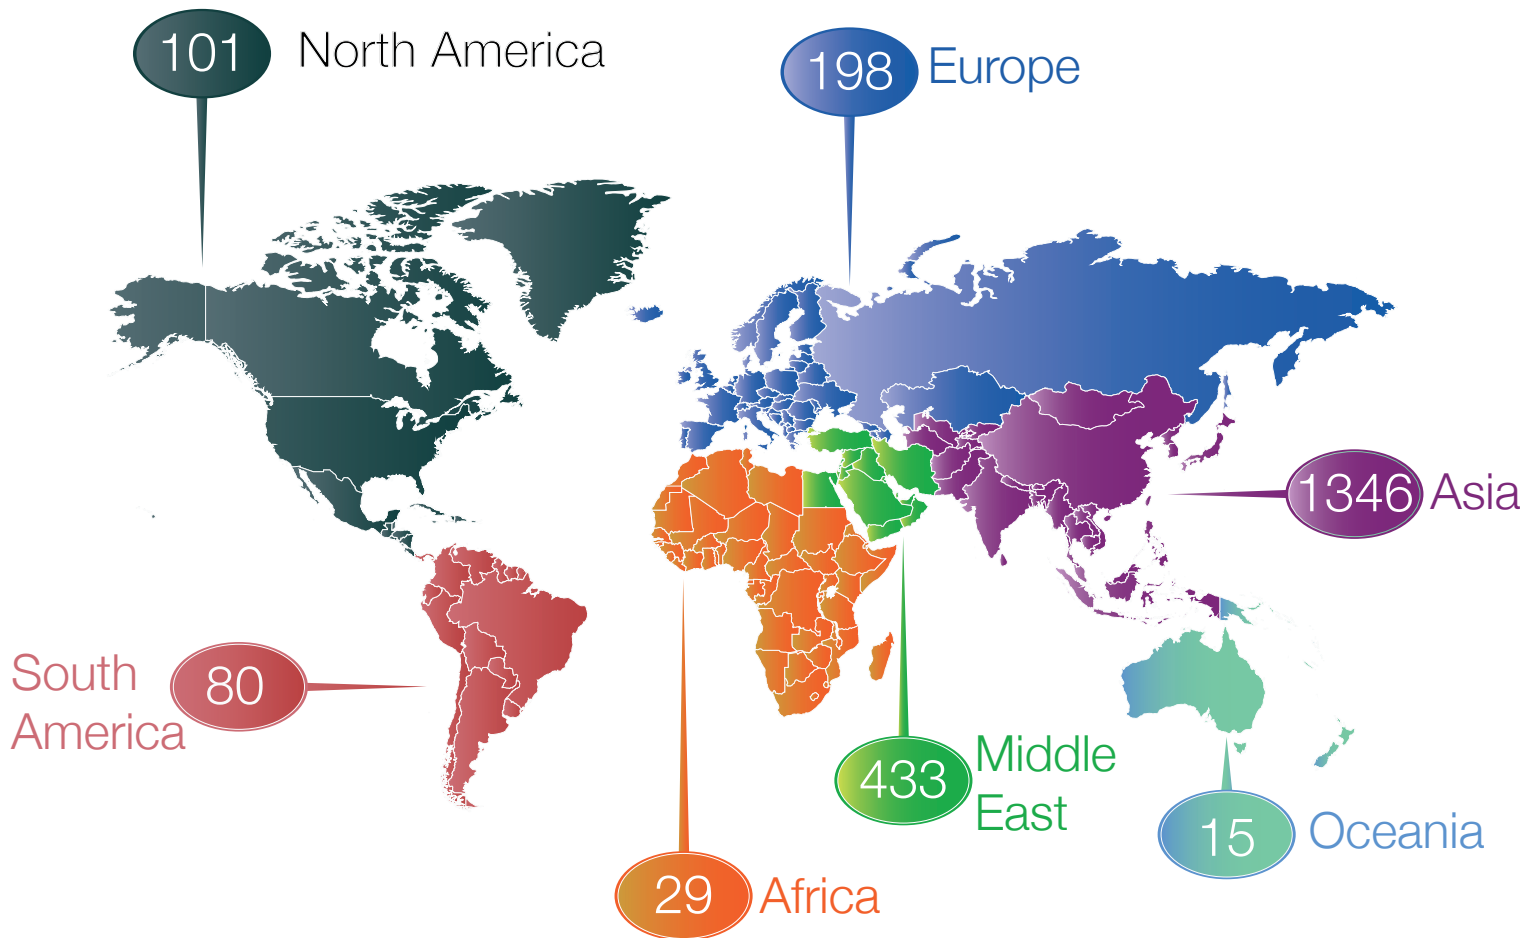 101 North America
198 Europe
1346 Asia
South
America
80
433
Middle
East
15 Oceania
29 Africa